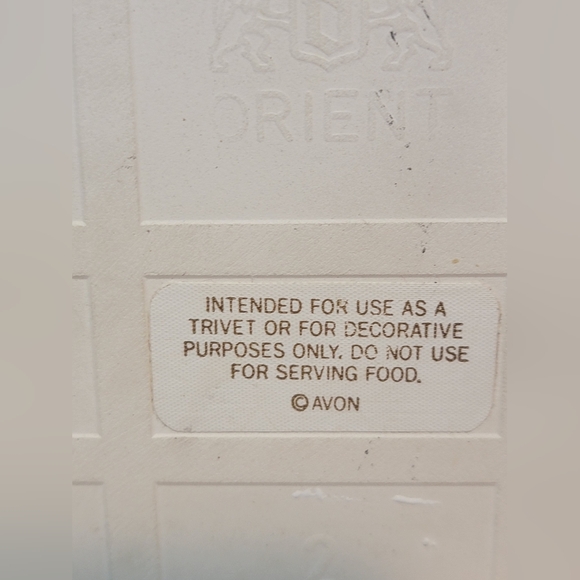 ORIENT
INTENDED FOR USE AS A
TRIVET OR FOR DECORATIVE
PURPOSES ONLY. DO NOT USE
FOR SERVING FOOD.
©AVON